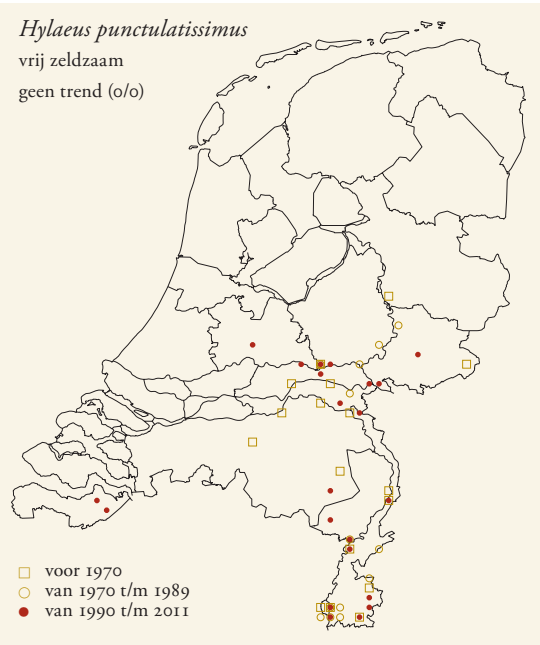 Hylaeus punctulatissimus
vrij zeldzaam
geen trend (0/0)
voor 1970
van 1970 t/m 1989
van 1990 t/m 2011